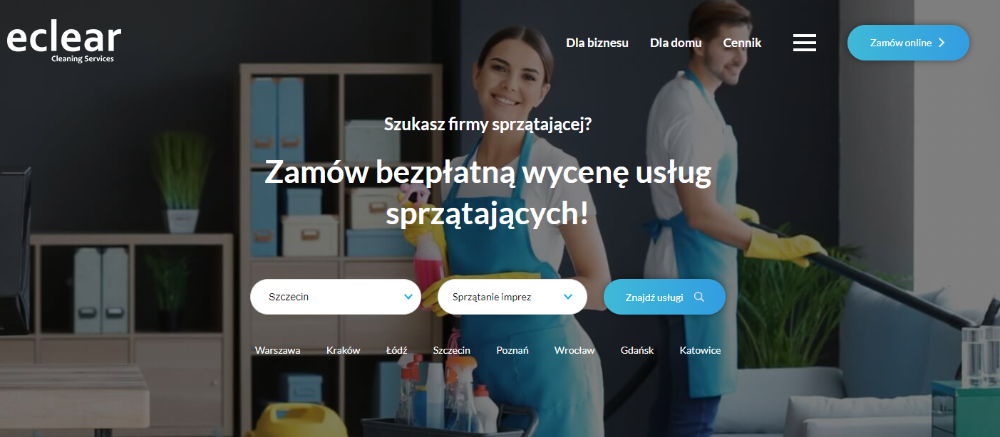 eclear
Cleaning Services
Dla biznesu
Dla domu
Cennik
Zamów online
Szukasz firmy sprzątającej?
Zamów bezpłatną wycenę usług
sprzątających!
Szczecin
Sprzątanie imprez
Znajdź usługi
Warszawa
Kraków
Łódź
Szczecin
Poznań
Wrocław
Gdańsk
Katowice